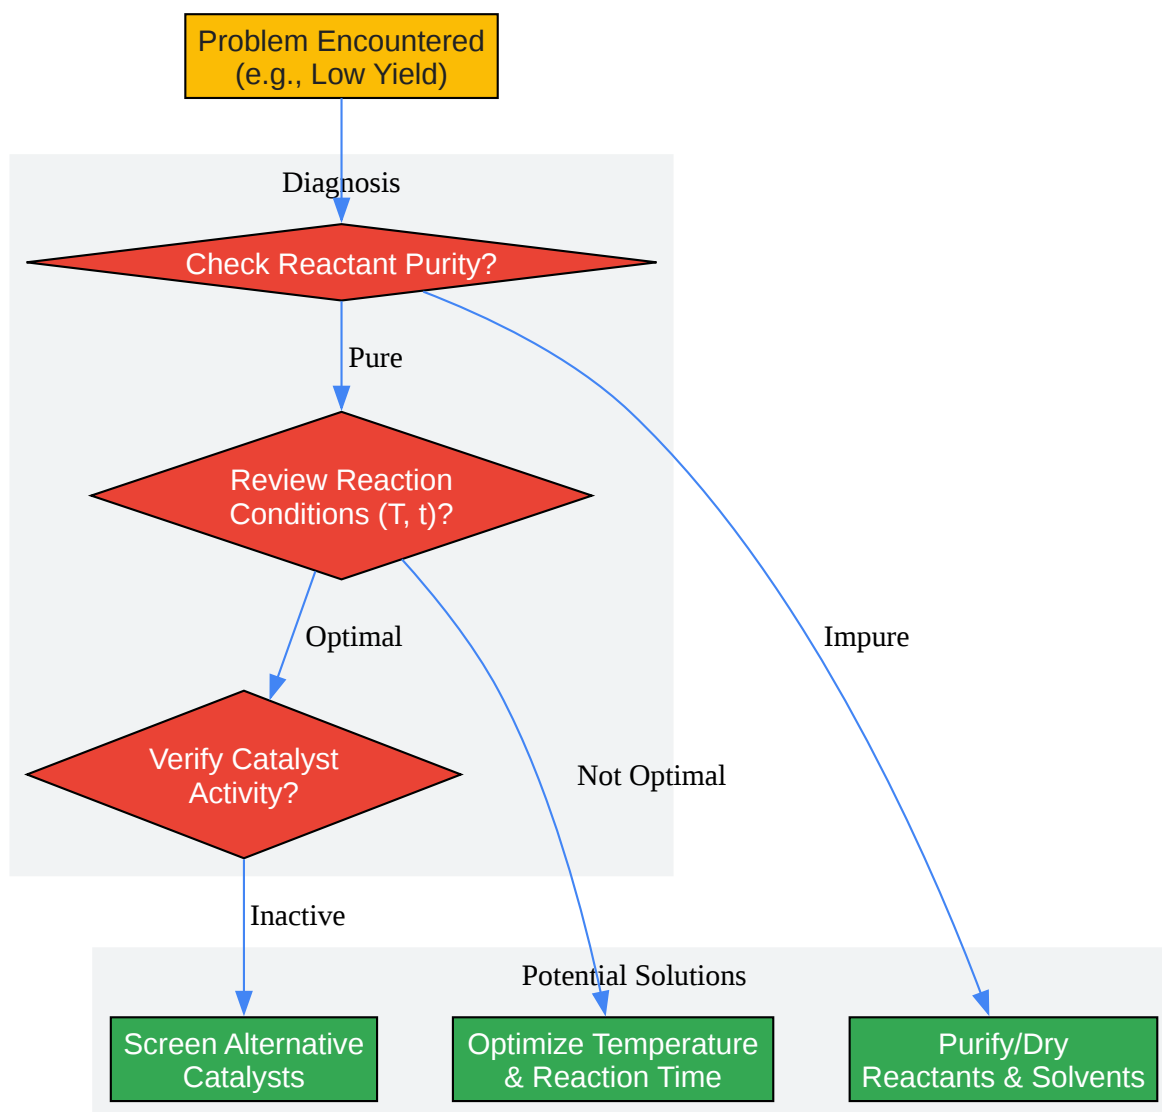 Problem Encountered
(e.g., Low Yield)
Diagnosis
Check Reactant Purity?
Pure
Review Reaction
Conditions (T, t)?
Optimal
Impure
Verify Catalyst
Activity?
Not Optimal
Inactive
Potential Solutions
Screen Alternative
Catalysts
Optimize Temperature
& Reaction Time
Purify/Dry
Reactants & Solvents